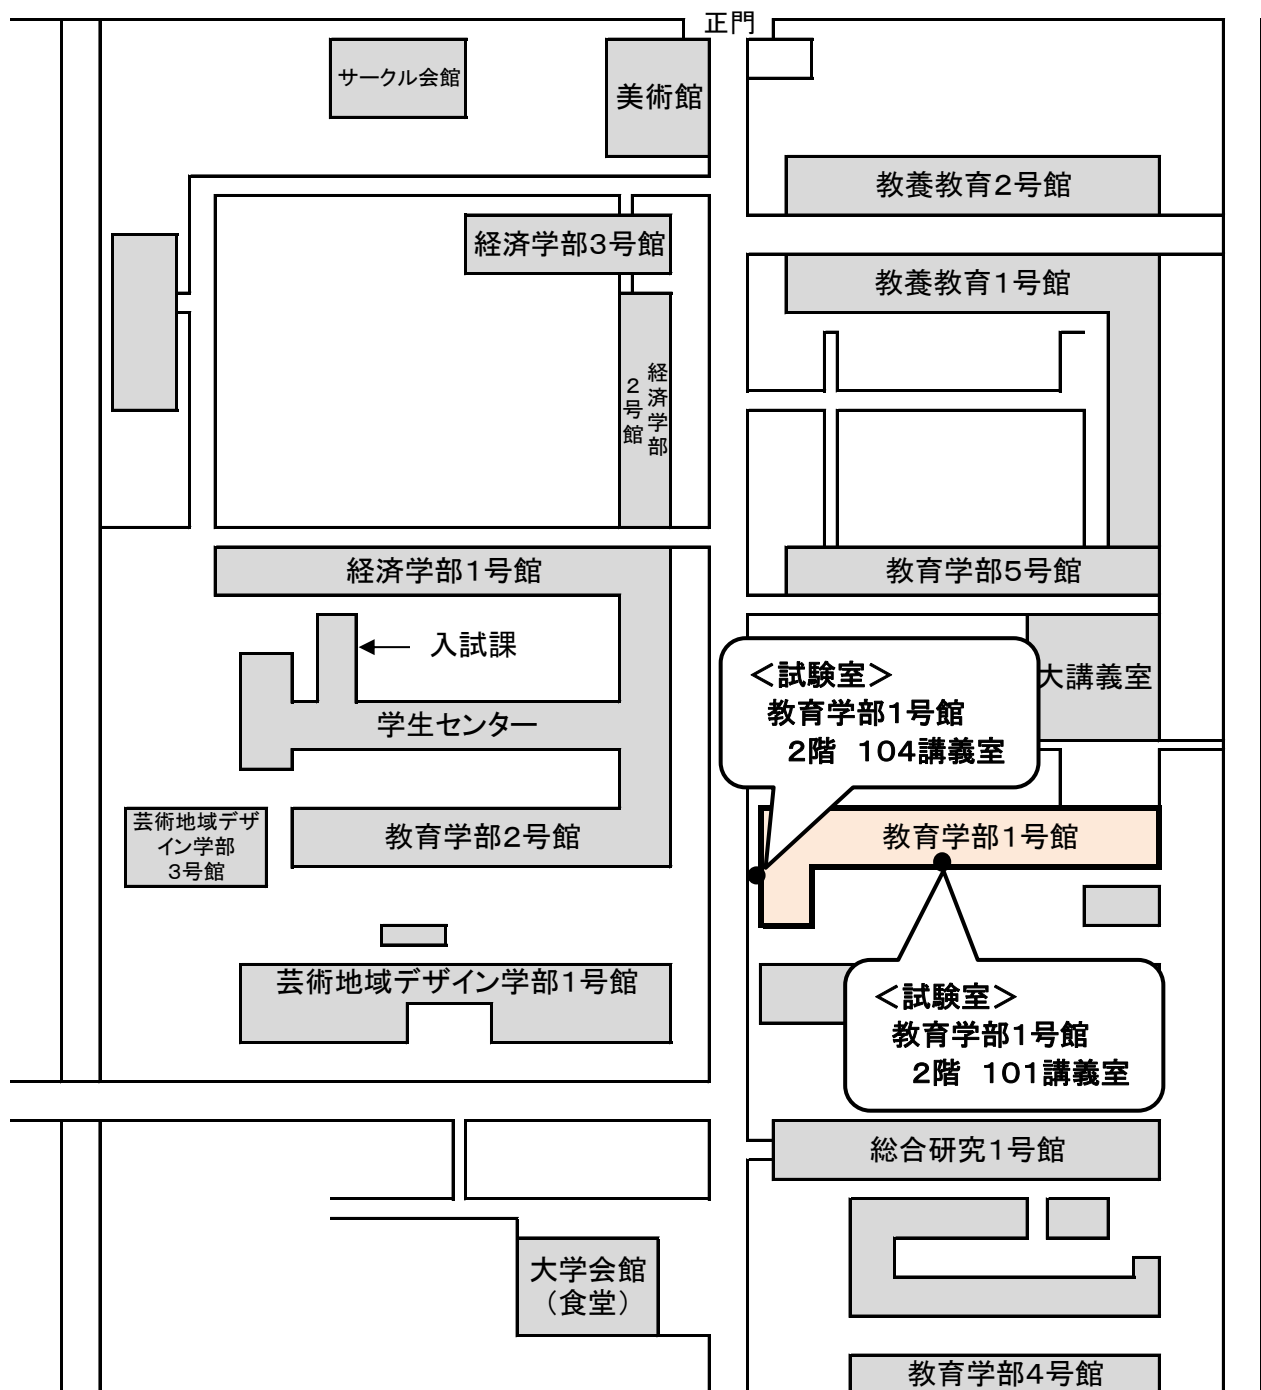 正門
サークル会館
美術館
教養教育２号館
経済学部３号館
教養教育１号館
経済学部
２号館
経済学部１号館
教育学部５号館
入試課
＜試験室＞
教育学部１号館
２階　１０４講義室
大講義室
学生センター
芸術地域デザ
イン学部
３号館
教育学部２号館
教育学部１号館
芸術地域デザイン学部１号館
＜試験室＞
教育学部１号館
２階　１０１講義室
総合研究１号館
大学会館
（食堂）
教育学部４号館